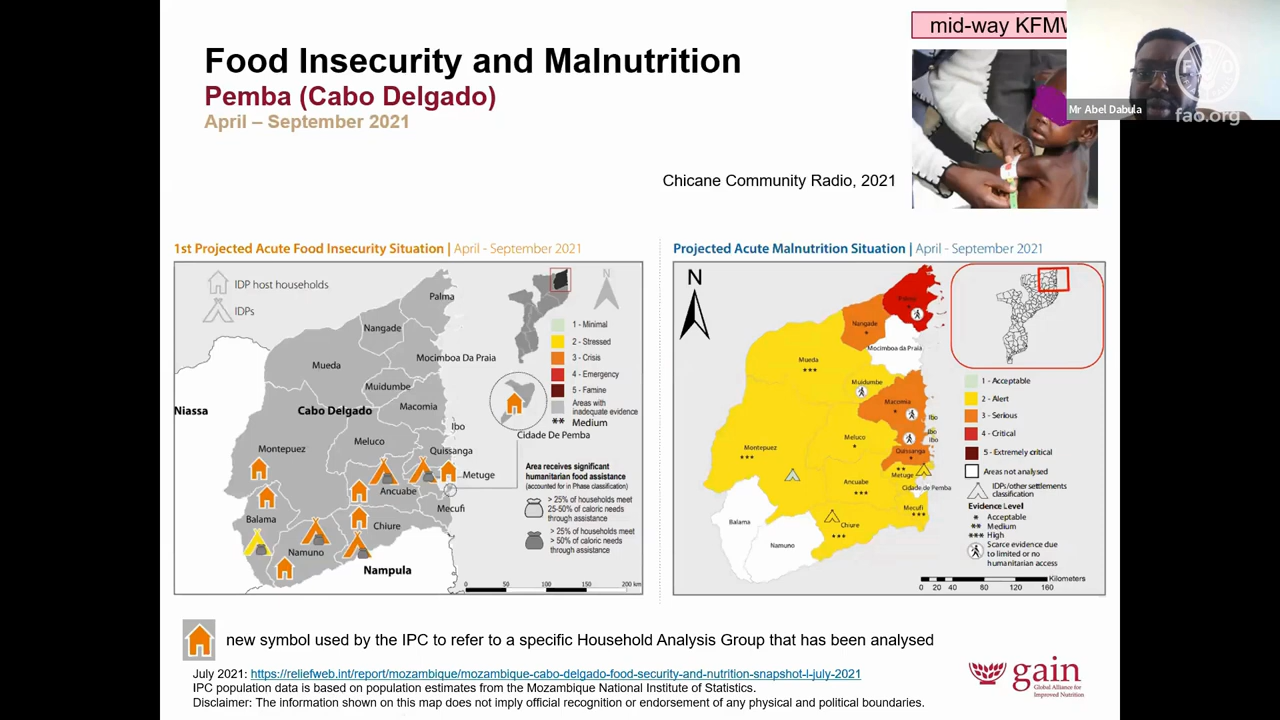 mid-way
Food Insecurity and Malnutrition
Pemba (Cabo Delgado)
April – September 2021
Mr Abel Dabula
FAO
fao.org
Chicane Community Radio, 2021
1st Projected Acute Food Insecurity Situation | April - September 2021
IDP host households
IDPs
N
Palma
Nangade
Mocimboa Da Praia
Mueda
Muidumbe
Niassa
Cabo Delgado
Macomia
Ibo
Montepuez
Meluco
Quissanga
Metuge
Ancuabe
Mecufi
Balama
Chiure
Namuno
Nampula
1 - Minimal
2 - Stressed
3 - Crisis
4 - Emergency
5 - Famine
Areas with
inadequate evidence
** Medium
Cidade De Pemba
Area receives significant
humanitarian food assistance
(accounted for in Phase classification)
> 25% of households meet
25-50% of caloric needs
through assistance
> 25% of households meet
> 50% of caloric needs
through assistance
0 50 100 150 200 km
Projected Acute Malnutrition Situation | April - September 2021
N
Palma
Nangade
*
Mocimboa da Praia
Mueda
***
Muidumbe
Macomia
*
Ibo
Ibo
Ibo
Montepuez
***
Meluco
*
Quissanga
*
**
Metuge
Ancuabe
***
Cidade de Pemba
Mecufi
***
Balama
Chiure
***
Namuno
1 - Acceptable
2 - Alert
3 - Serious
4 - Critical
5 - Extremely critical
Areas not analysed
IDPs/other settlements
classification
Evidence Level
* Acceptable
** Medium
*** High
Scarce evidence due
to limited or no
humanitarian access
Kilometers
0 20 40 80 120 160
new symbol used by the IPC to refer to a specific Household Analysis Group that has been analysed
July 2021: https://reliefweb.int/report/mozambique/mozambique-cabo-delgado-food-security-and-nutrition-snapshot-l-july-2021
IPC population data is based on population estimates from the Mozambique National Institute of Statistics.
Disclaimer: The information shown on this map does not imply official recognition or endorsement of any physical and political boundaries.
gain
Global Alliance for
Improved Nutrition